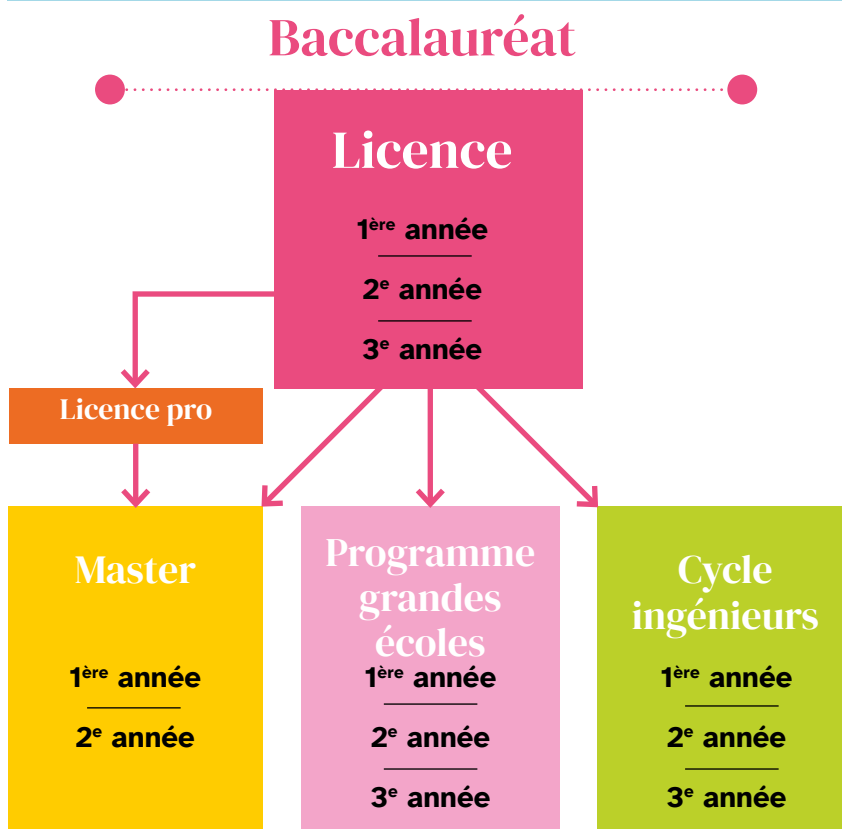 Baccalauréat
Licence
1ère année
2e année
3e année
Licence pro
Master
1ère année
2e année
Programme
grandes
écoles
1ère année
2e année
3e année
Cycle
ingénieurs
1ère année
2e année
3e année